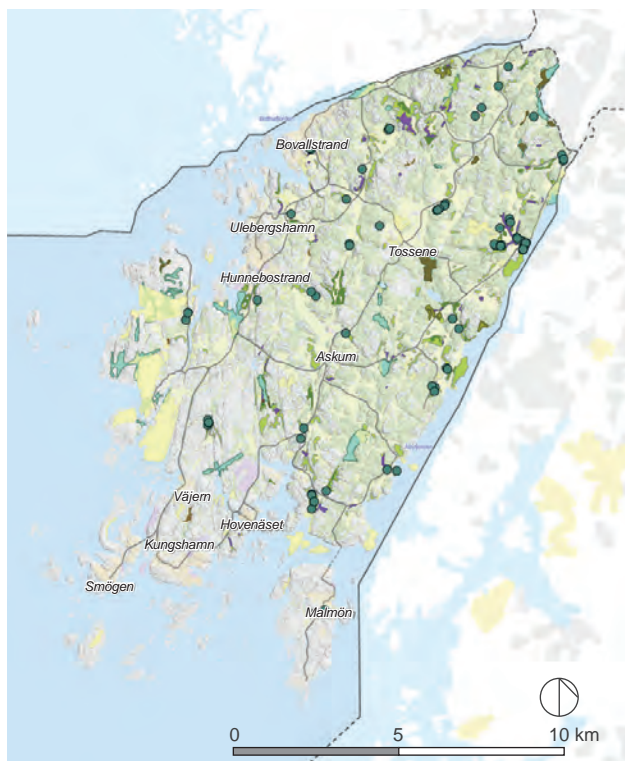 Bovallstrand
Ulebergshamn
Tossene
Hunnebostrand
Askum
Väjern
Hovenäset
Kungshamn
Smögen
Malmön
0 5 10 km